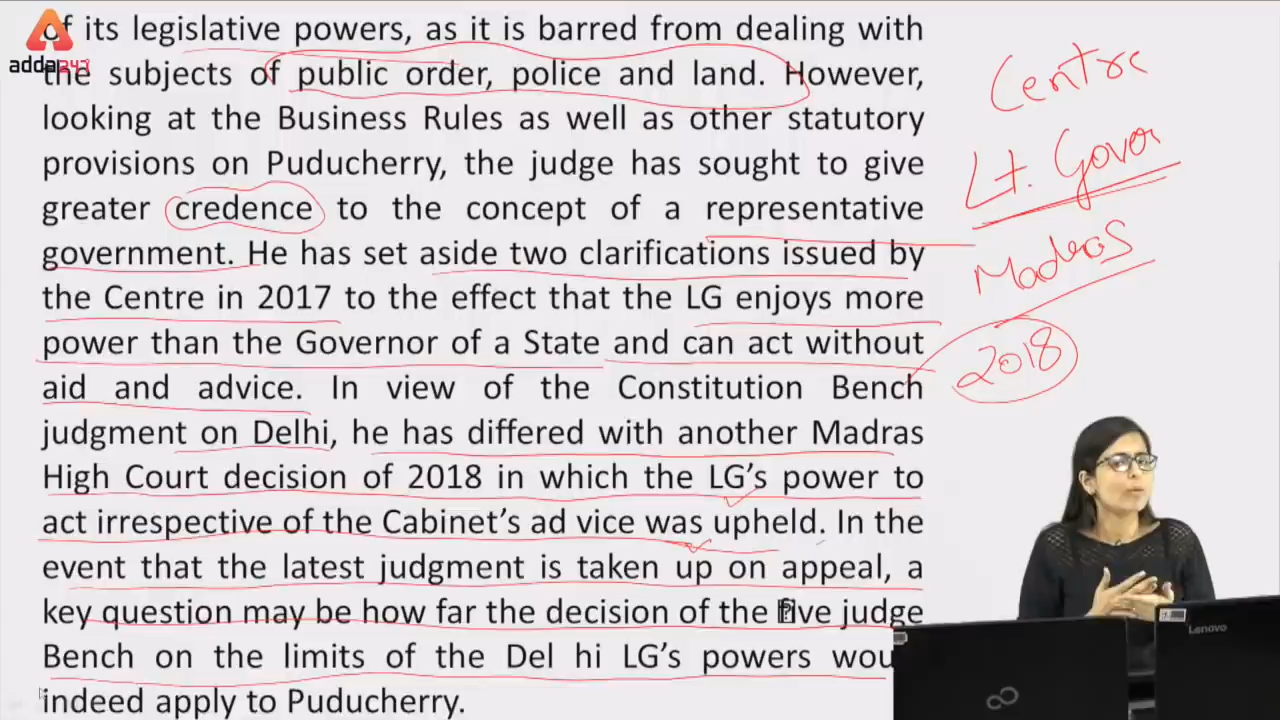 of its legislative powers, as it is barred from dealing with
adda247
the subjects of public order, police and land. However,
looking at the Business Rules as well as other statutory
provisions on Puducherry, the judge has sought to give
greater credence to the concept of a representative
government. He has set aside two clarifications issued by
the Centre in 2017 to the effect that the LG enjoys more
power than the Governor of a State and can act without
aid and advice. In view of the Constitution Bench
judgment on Delhi, he has differed with another Madras
High Court decision of 2018 in which the LG's power to
act irrespective of the Cabinet's ad vice was upheld. In the
event that the latest judgment is taken up on appeal, a
key question may be how far the decision of the five judge
Bench on the limits of the Del hi LG's powers wou
indeed apply to Puducherry.
Centre
Lt. Gover
Madras
2018
Lenovo